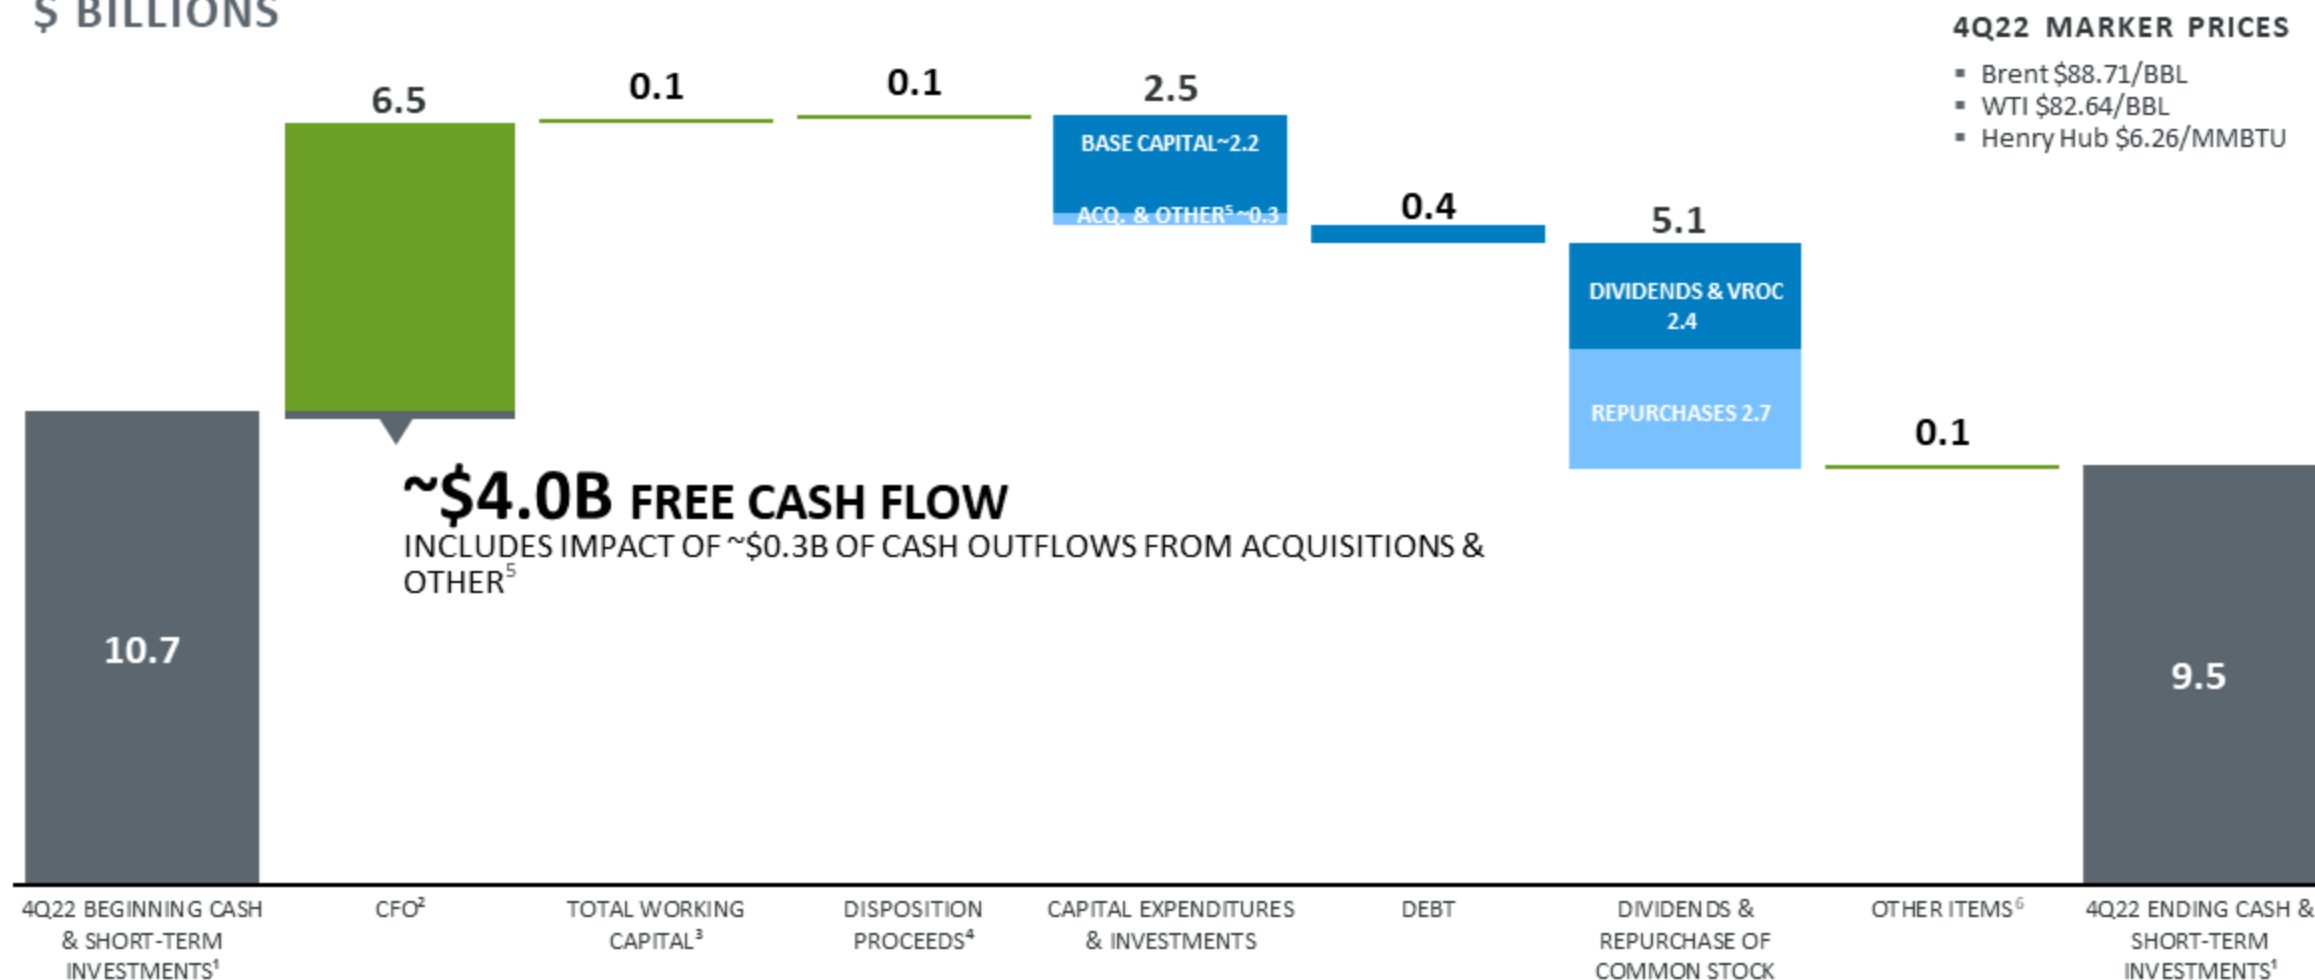 $ BILLIONS
4Q22 MARKER PRICES
▪ Brent $88.71/BBL
▪ WTI $82.64/BBL
▪ Henry Hub $6.26/MMBTU
6.5
0.1
0.1
2.5
BASE CAPITAL~2.2
ACQ. & OTHER⁵~0.3
0.4
5.1
DIVIDENDS & VROC
2.4
REPURCHASES 2.7
0.1
~$4.0B FREE CASH FLOW
INCLUDES IMPACT OF ~$0.3B OF CASH OUTFLOWS FROM ACQUISITIONS &
OTHER⁵
10.7
9.5
4Q22 BEGINNING CASH
& SHORT-TERM
INVESTMENTS¹
CFO²
TOTAL WORKING
CAPITAL³
DISPOSITION
PROCEEDS⁴
CAPITAL EXPENDITURES
& INVESTMENTS
DEBT
DIVIDENDS &
REPURCHASE OF
COMMON STOCK
OTHER ITEMS⁶
4Q22 ENDING CASH &
SHORT-TERM
INVESTMENTS¹